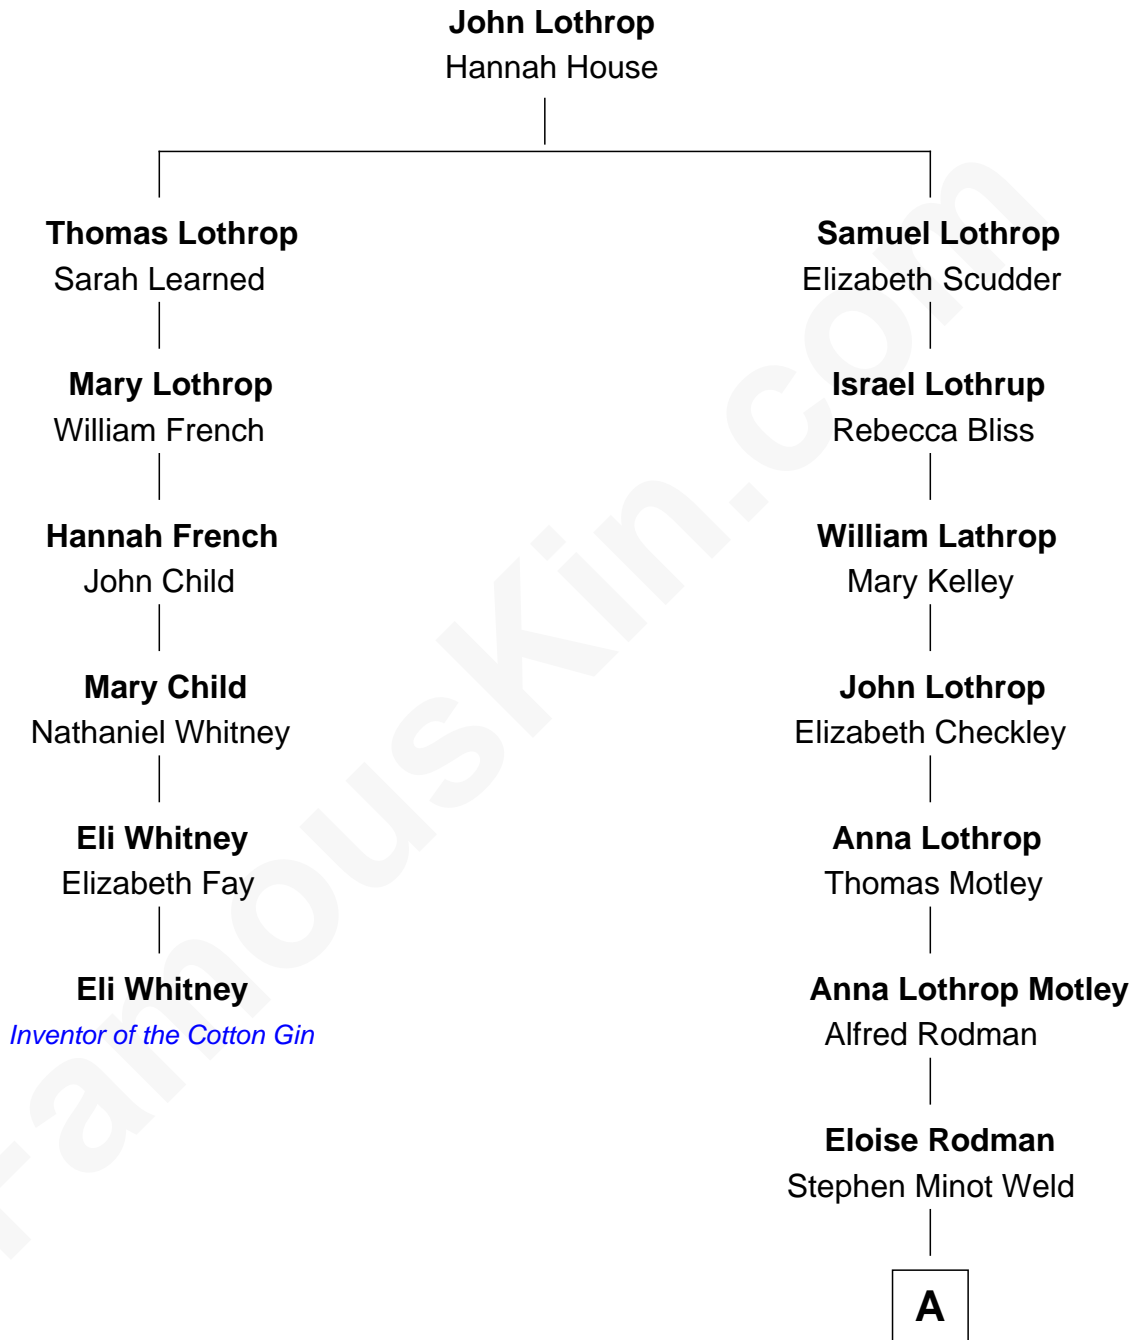 John Lothrop
Hannah House
Thomas Lothrop
Sarah Learned
Mary Lothrop
William French
Hannah French
John Child
Mary Child
Nathaniel Whitney
Eli Whitney
Elizabeth Fay
Eli Whitney
Inventor of the Cotton Gin
Samuel Lothrop
Elizabeth Scudder
Israel Lothrup
Rebecca Bliss
William Lathrop
Mary Kelley
John Lothrop
Elizabeth Checkley
Anna Lothrop
Thomas Motley
Anna Lothrop Motley
Alfred Rodman
Eloise Rodman
Stephen Minot Weld
A
FamousKin.com